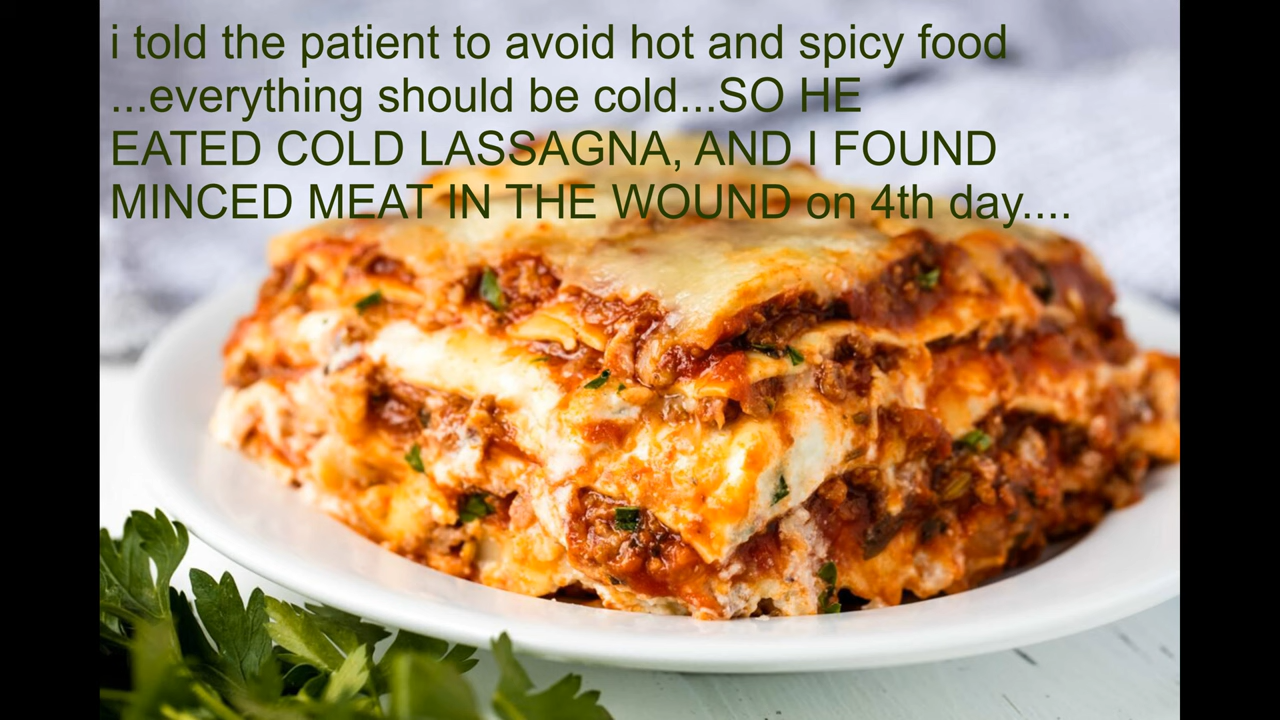 i told the patient to avoid hot and spicy food
...everything should be cold...SO HE
EATED COLD LASSAGNA, AND I FOUND
MINCED MEAT IN THE WOUND on 4th day....